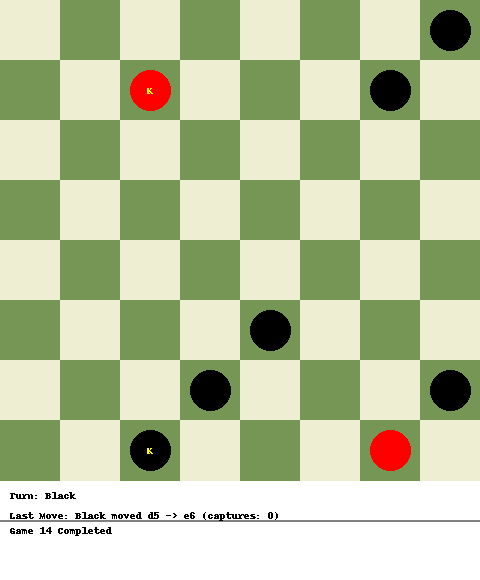 K
K
Turn: Black
Last Move: Black moved d5 -> e6 (captures: 0)
Game 14 Completed